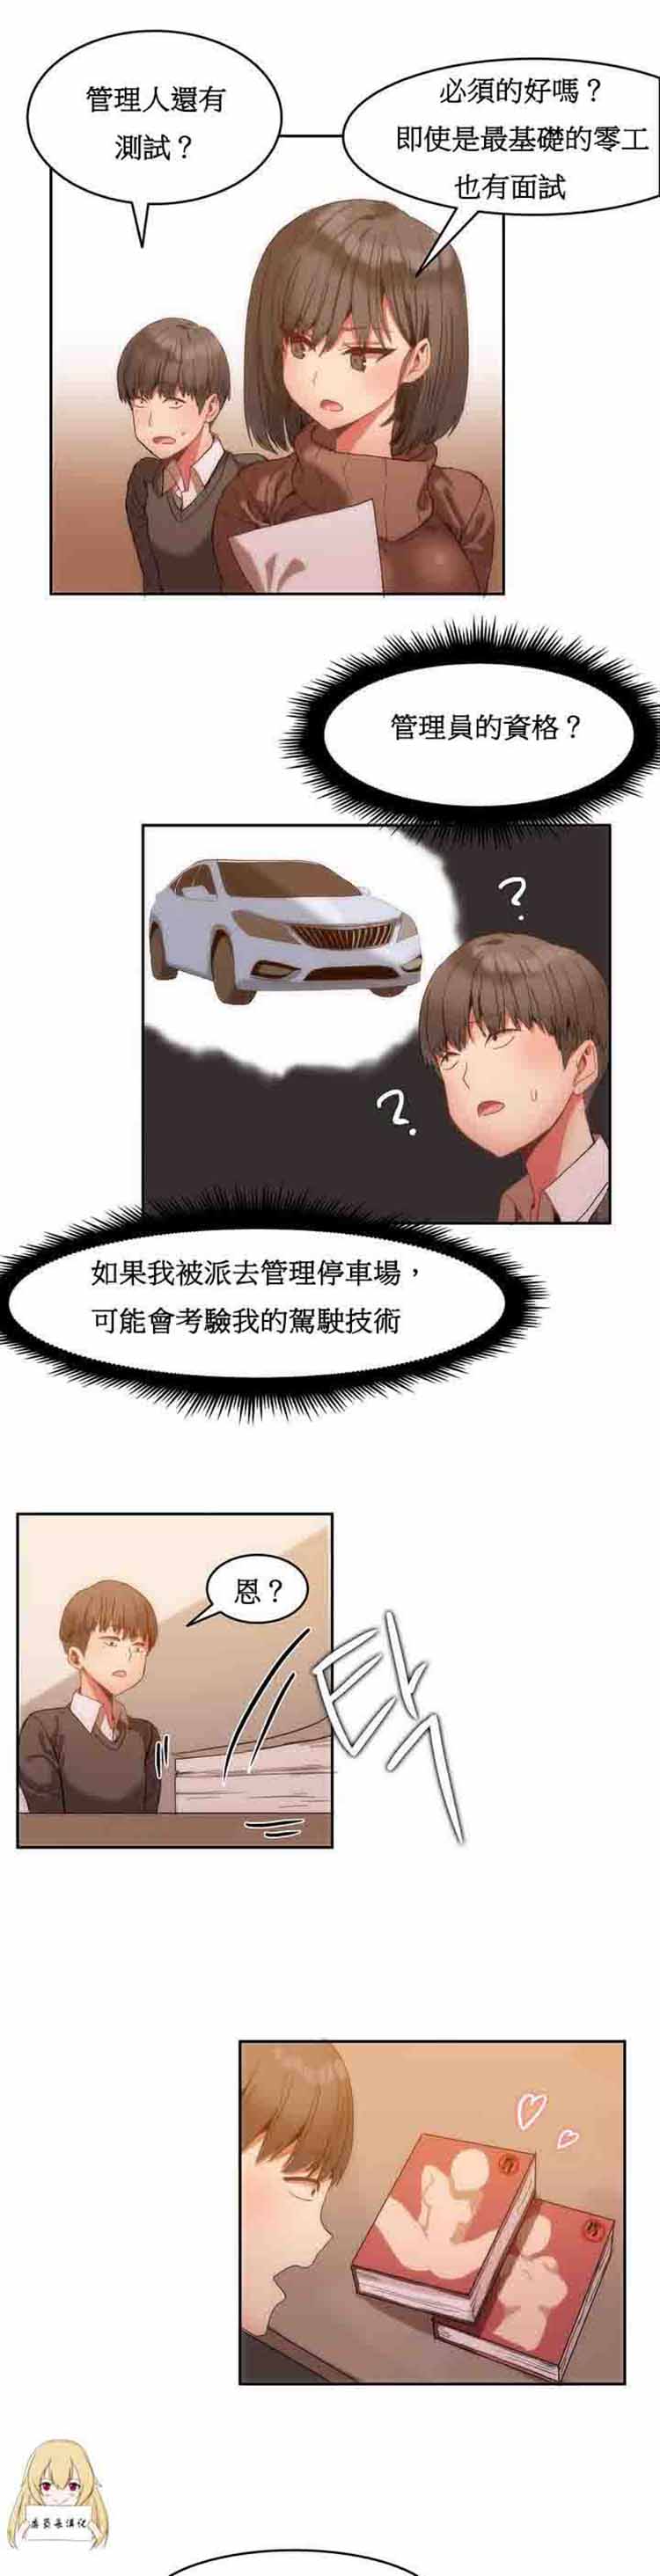 管理人還有
測試？
必須的好嗎？
即使是最基礎的零工
也有面試
管理員的資格？
?
?
如果我被派去管理停車場，
可能會考驗我的駕駛技術
恩？
탁